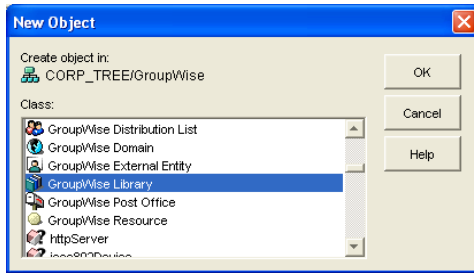 New Object
Create object in:
CORP_TREE/GroupWise
OK
Class:
Cancel
GroupWise Distribution List
GroupWise Domain
Help
GroupWise External Entity
GroupWise Library
GroupWise Post Office
GroupWise Resource
httpServer
ieee802Device